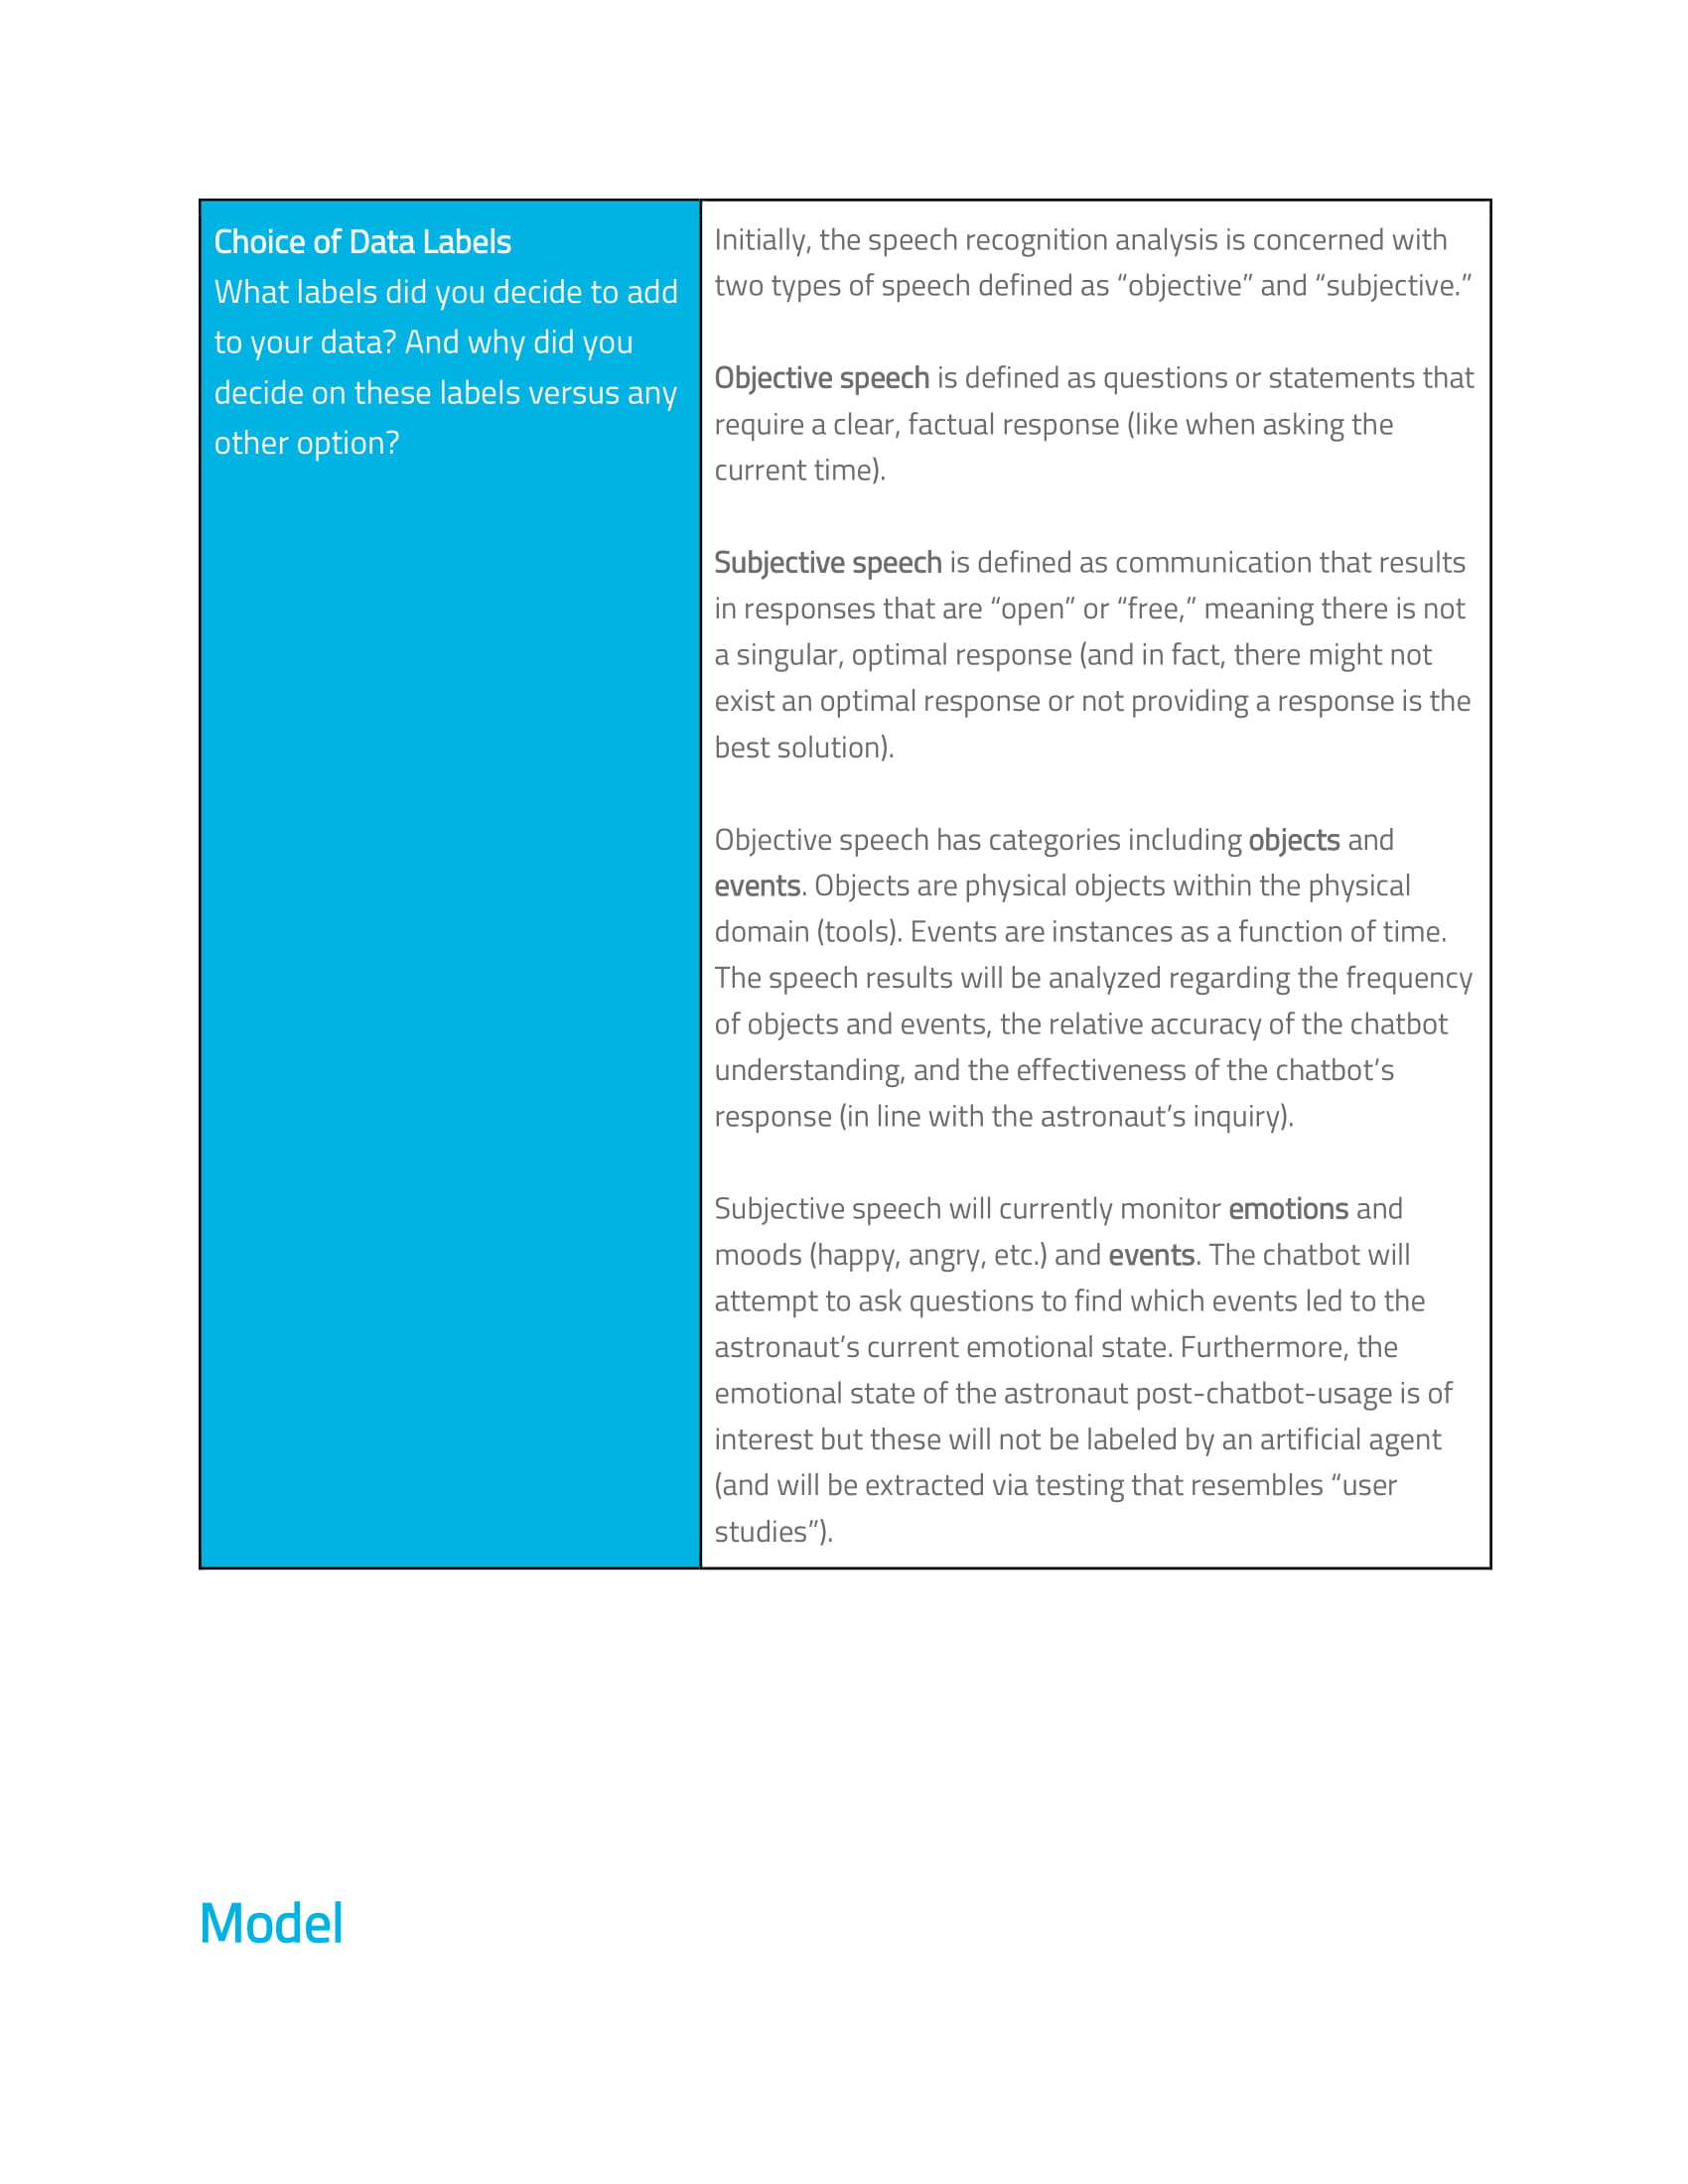 Choice of Data Labels
What labels did you decide to add
to your data? And why did you
decide on these labels versus any
other option?
Initially, the speech recognition analysis is concerned with
two types of speech defined as “objective” and “subjective.”
Objective speech is defined as questions or statements that
require a clear, factual response (like when asking the
current time).
Subjective speech is defined as communication that results
in responses that are “open” or “free,” meaning there is not
a singular, optimal response (and in fact, there might not
exist an optimal response or not providing a response is the
best solution).
Objective speech has categories including objects and
events. Objects are physical objects within the physical
domain (tools). Events are instances as a function of time.
The speech results will be analyzed regarding the frequency
of objects and events, the relative accuracy of the chatbot
understanding, and the effectiveness of the chatbot’s
response (in line with the astronaut’s inquiry).
Subjective speech will currently monitor emotions and
moods (happy, angry, etc.) and events. The chatbot will
attempt to ask questions to find which events led to the
astronaut’s current emotional state. Furthermore, the
emotional state of the astronaut post-chatbot-usage is of
interest but these will not be labeled by an artificial agent
(and will be extracted via testing that resembles “user
studies”).
Model